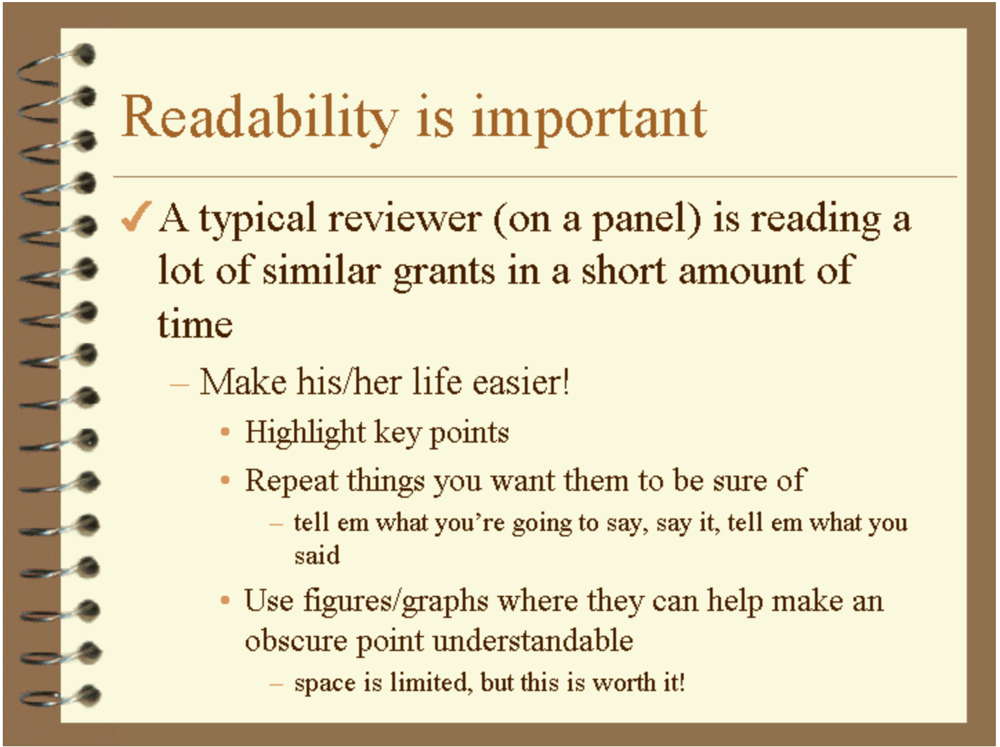 Readability is important
✓ A typical reviewer (on a panel) is reading a
lot of similar grants in a short amount of
time
– Make his/her life easier!
• Highlight key points
• Repeat things you want them to be sure of
– tell em what you’re going to say, say it, tell em what you
said
• Use figures/graphs where they can help make an
obscure point understandable
– space is limited, but this is worth it!